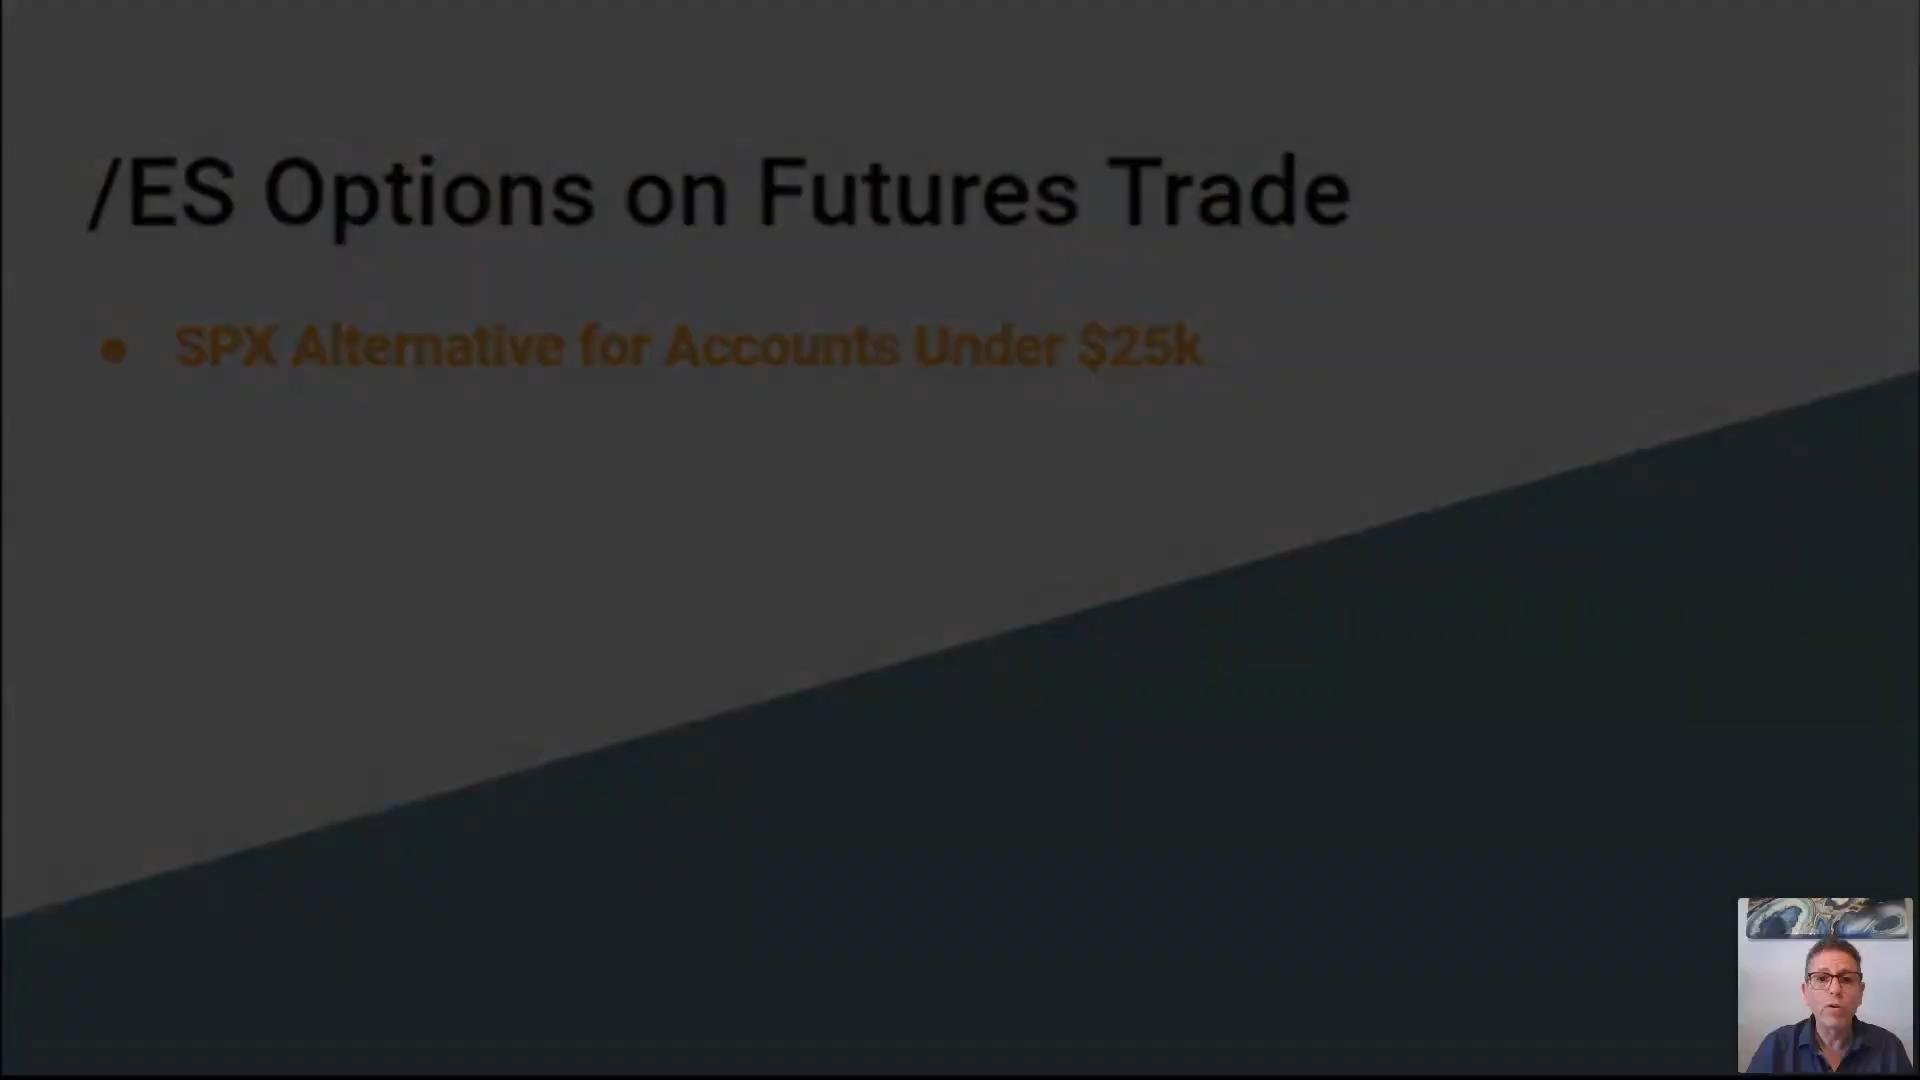 /ES Options on Futures Trade
● SPX Alternative for Accounts Under $25k